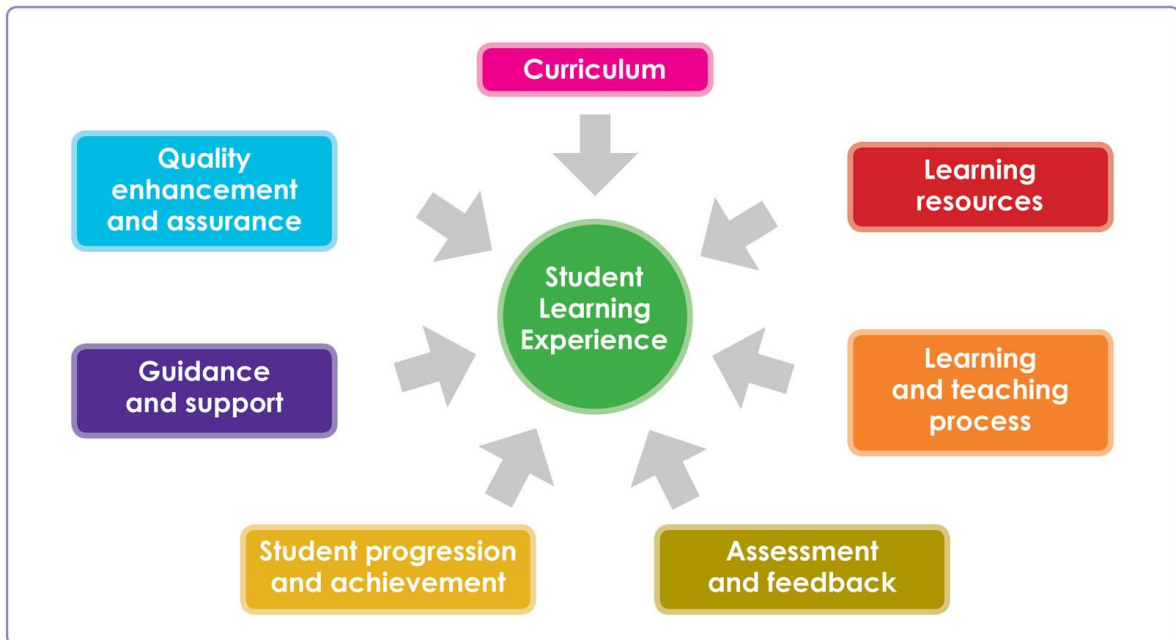 Curriculum
Quality
enhancement
and assurance
Learning
resources
Student
Learning
Experience
Guidance
and support
Learning
and teaching
process
Student progression
and achievement
Assessment
and feedback